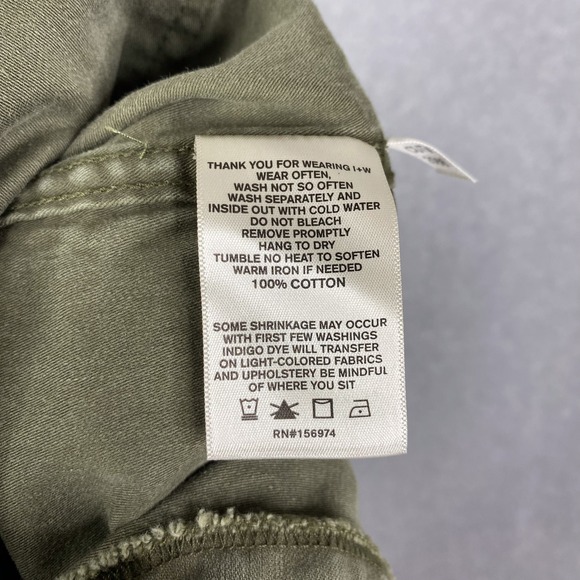 THANK YOU FOR WEARING I+W
WEAR OFTEN,
WASH NOT SO OFTEN
WASH SEPARATELY AND
INSIDE OUT WITH COLD WATER
DO NOT BLEACH
REMOVE PROMPTLY
HANG TO DRY
TUMBLE NO HEAT TO SOFTEN
WARM IRON IF NEEDED
100% COTTON
SOME SHRINKAGE MAY OCCUR
WITH FIRST FEW WASHINGS
INDIGO DYE WILL TRANSFER
ON LIGHT-COLORED FABRICS
AND UPHOLSTERY BE MINDFUL
OF WHERE YOU SIT
RN#156974